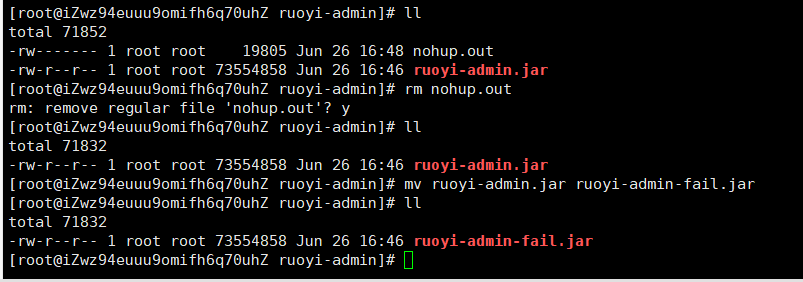 [root@iZwz94euuu9omifh6q70uhZ ruoyi-admin]# ll
total 71852
-rw------- 1 root root    19805 Jun 26 16:48 nohup.out
-rw-r--r-- 1 root root 73554858 Jun 26 16:46 ruoyi-admin.jar
[root@iZwz94euuu9omifh6q70uhZ ruoyi-admin]# rm nohup.out
rm: remove regular file 'nohup.out'? y
[root@iZwz94euuu9omifh6q70uhZ ruoyi-admin]# ll
total 71832
-rw-r--r-- 1 root root 73554858 Jun 26 16:46 ruoyi-admin.jar
[root@iZwz94euuu9omifh6q70uhZ ruoyi-admin]# mv ruoyi-admin.jar ruoyi-admin-fail.jar
[root@iZwz94euuu9omifh6q70uhZ ruoyi-admin]# ll
total 71832
-rw-r--r-- 1 root root 73554858 Jun 26 16:46 ruoyi-admin-fail.jar
[root@iZwz94euuu9omifh6q70uhZ ruoyi-admin]#